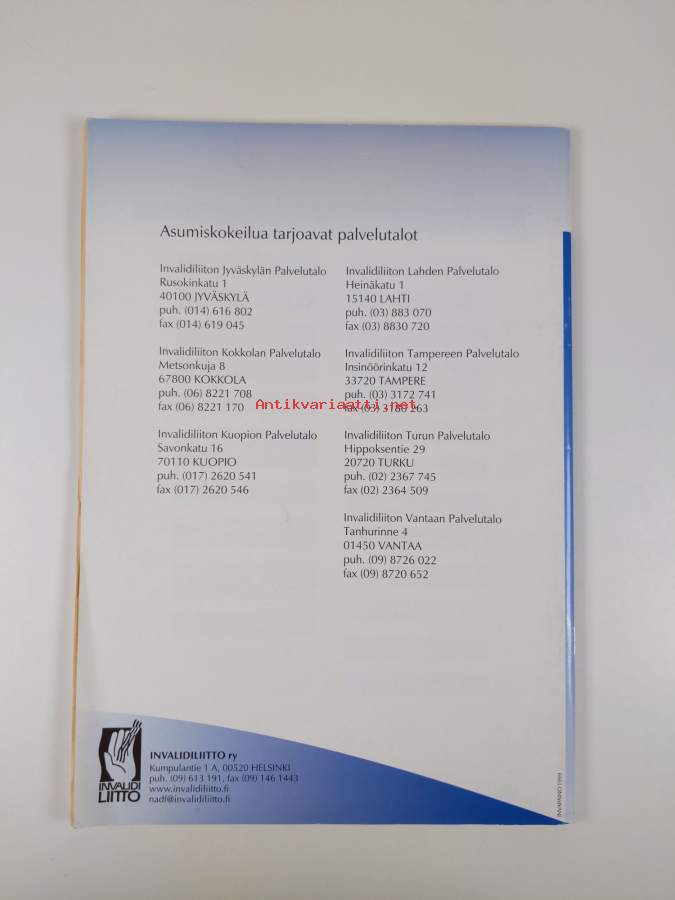 Asumiskokeilua tarjoavat palvelutalot
Invalidiliiton Jyväskylän Palvelutalo
Rusokinkatu 1
40100 JYVÄSKYLÄ
puh. (014) 616 802
fax (014) 619 045
Invalidiliiton Kokkolan Palvelutalo
Metsonkuja 8
67800 KOKKOLA
puh. (06) 8221 708
fax (06) 8221 170
Invalidiliiton Kuopion Palvelutalo
Savonkatu 16
70110 KUOPIO
puh. (017) 2620 541
fax (017) 2620 546
Invalidiliiton Lahden Palvelutalo
Heinäkatu 1
15140 LAHTI
puh. (03) 883 070
fax (03) 8830 720
Invalidiliiton Tampereen Palvelutalo
Insinöörinkatu 12
33720 TAMPERE
puh. (03) 3172 741
fax (03) 3180 263
Invalidiliiton Turun Palvelutalo
Hippoksentie 29
20720 TURKU
puh. (02) 2367 745
fax (02) 2364 509
Invalidiliiton Vantaan Palvelutalo
Tanhurinne 4
01450 VANTAA
puh. (09) 8726 022
fax (09) 8720 652
Antikvariaatti.net
INVALIDI
LIITTO
INVALIDILIITTO ry
Kumpulantie 1 A, 00520 HELSINKI
puh. (09) 613 191, fax (09) 146 1443
www.invalidiliitto.fi
nadf@invalidiliitto.fi
INVAPAINO 1999